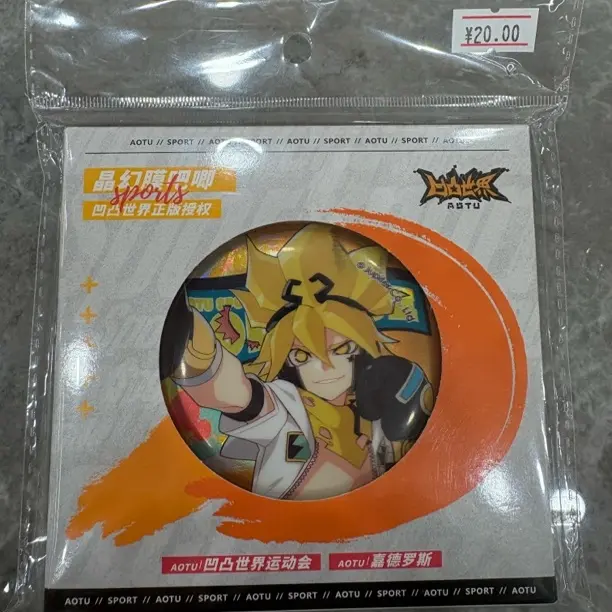 ¥20.00
AOTU // SPORT // AOTU // SPORT // AOTU // SPORT // AOTU // SPORT // AOTU
晶幻膜吧唧
sports
凹凸世界正版授权
凹凸世界
AOTU
AOTU/凹凸世界运动会
AOTU/嘉德罗斯
AOTU // SPORT // AOTU // SPORT // AOTU // SPORT // AOTU // SPORT // AOTU // SPORT // AOTU